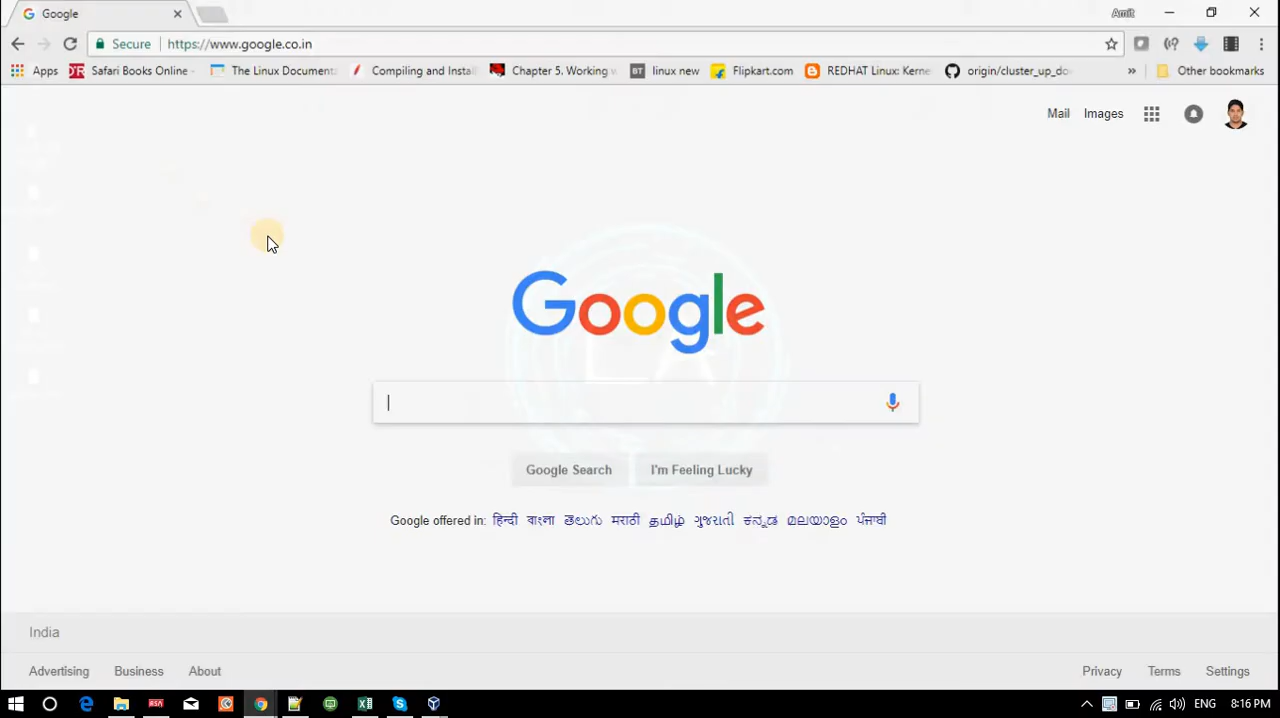 Google
Amit
Secure | https://www.google.co.in
Apps Safari Books Online - The Linux Document Compiling and Instal Chapter 5. Working BT linux new Flipkart.com REDHAT Linux: Kerne origin/cluster_up_do » Other bookmarks
Mail Images
Google
Google Search I'm Feeling Lucky
Google offered in: हिन्दी বাংলা తెలుగు मराठी தமிழ் ગુજરાતી ಕನ್ನಡ മലയാളം ਪੰਜਾਬੀ
India
Advertising Business About Privacy Terms Settings
RSA ENG 8:16 PM